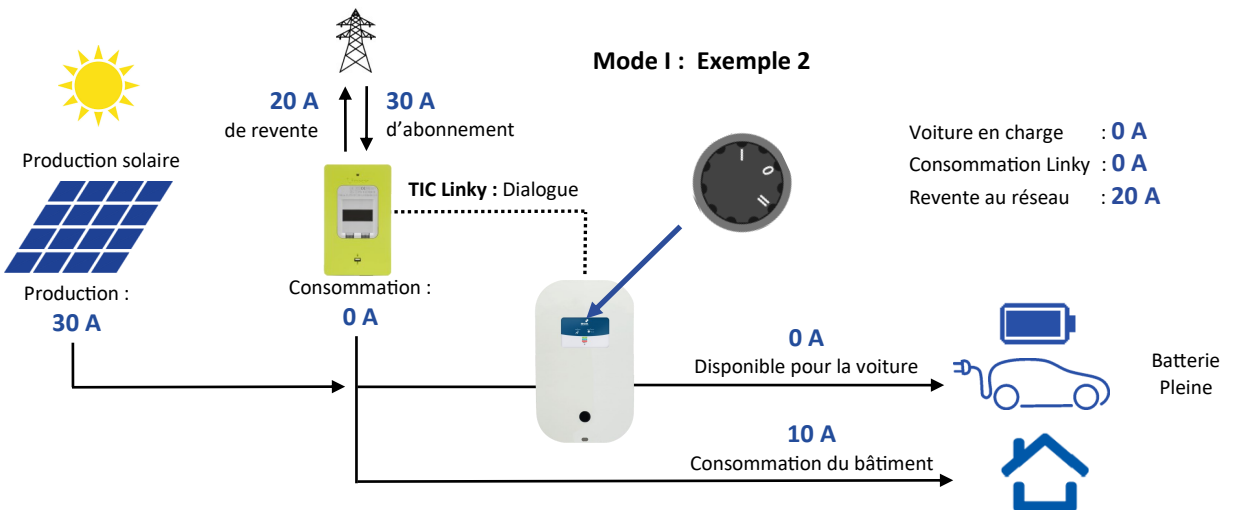 Mode I : Exemple 2
20 A
de revente
30 A
d'abonnement
Production solaire
TIC Linky : Dialogue
I
0
II
Voiture en charge : 0 A
Consommation Linky : 0 A
Revente au réseau : 20 A
Production :
30 A
Consommation :
0 A
0 A
Disponible pour la voiture
Batterie
Pleine
10 A
Consommation du bâtiment